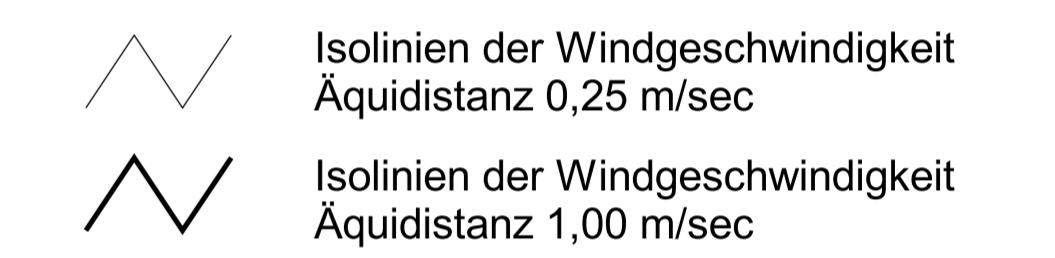 Isolinien der Windgeschwindigkeit
Äquidistanz 0,25 m/sec
Isolinien der Windgeschwindigkeit
Äquidistanz 1,00 m/sec